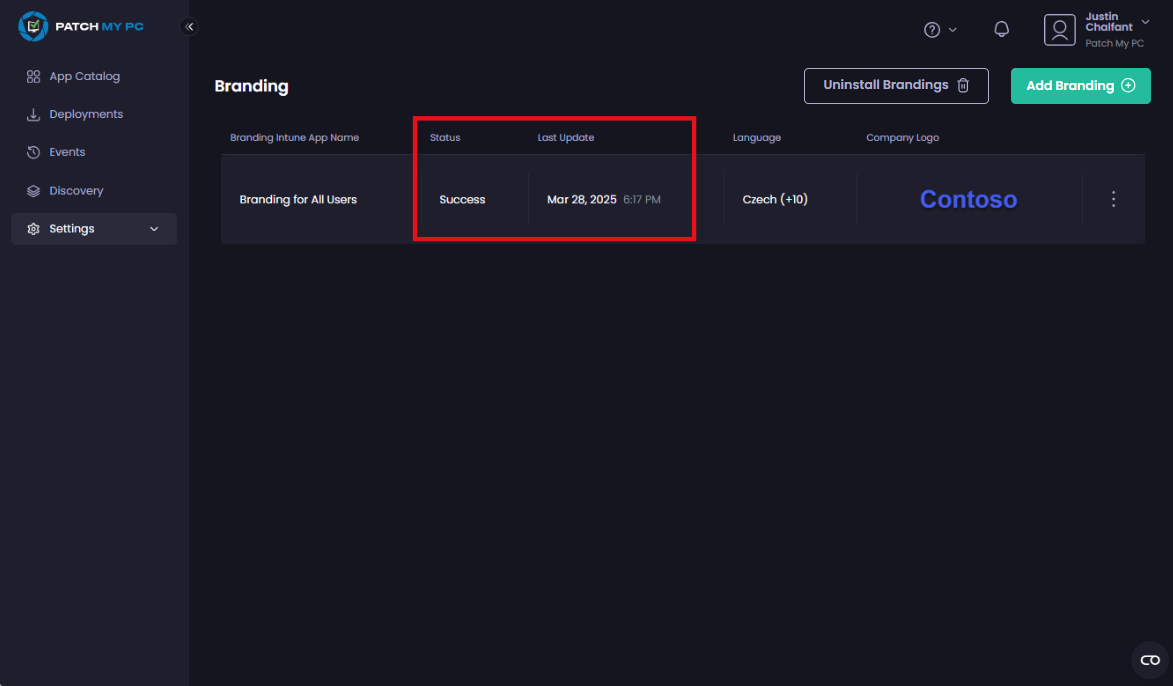 PATCH MY PC
Justin
Chalfant
Patch My PC
App Catalog
Deployments
Events
Discovery
Settings
Branding
Uninstall Brandings
Add Branding
Branding Intune App Name
Status
Last Update
Language
Company Logo
Branding for All Users
Success
Mar 28, 2025 6:17 PM
Czech (+10)
Contoso